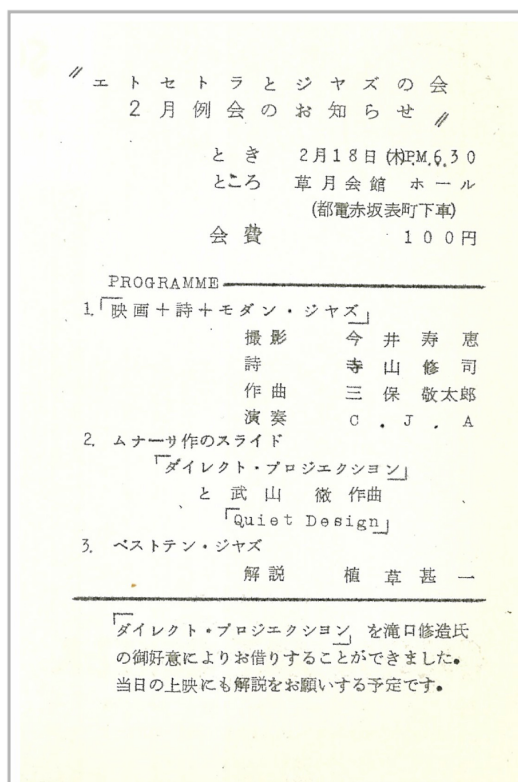 〃エトセトラとジヤズの会
2月例会のお知らせ〃
とき 2月18日(木)P.M.6.30
ところ 草月会館 ホール
(都電赤坂表町下車)
会費 100円
PROGRAMME
1.「映画+詩+モダン・ジヤズ」
撮影 今井寿恵
詩 寺山修司
作曲 三保敬太郎
演奏 C.J.A
2. ムナーリ作のスライド
「ダイレクト・プロジエクシヨン」
と武山 徹 作曲
「Quiet Design」
3. ベストテン・ジヤズ
解説 植草甚一
「ダイレクト・プロジエクシヨン」を滝口修造氏
の御好意によりお借りすることができました。
当日の上映にも解説をお願いする予定です。